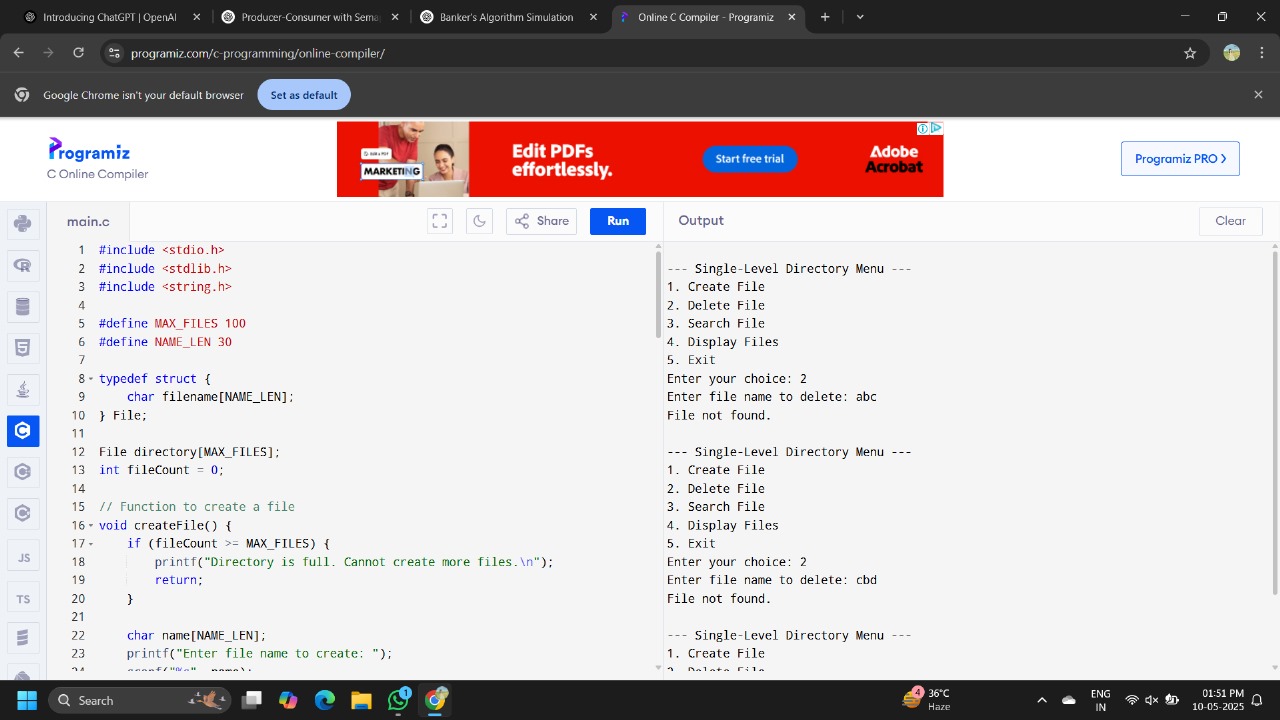 Introducing ChatGPT | OpenAI
Producer-Consumer with Sema
Banker's Algorithm Simulation
Online C Compiler - Programiz
programiz.com/c-programming/online-compiler/
Google Chrome isn't your default browser
Set as default
Programiz
C Online Compiler
MARKETING
Edit PDFs
effortlessly.
Start free trial
Adobe
Acrobat
Programiz PRO >
main.c
Share
Run
Output
Clear
1 #include <stdio.h>
2 #include <stdlib.h>
3 #include <string.h>
4
5 #define MAX_FILES 100
6 #define NAME_LEN 30
7
8 typedef struct {
9 char filename[NAME_LEN];
10 } File;
11
12 File directory[MAX_FILES];
13 int fileCount = 0;
14
15 // Function to create a file
16 void createFile() {
17 if (fileCount >= MAX_FILES) {
18 printf("Directory is full. Cannot create more files.\n");
19 return;
20 }
21
22 char name[NAME_LEN];
23 printf("Enter file name to create: ");
24 scanf("%s", name);
--- Single-Level Directory Menu ---
1. Create File
2. Delete File
3. Search File
4. Display Files
5. Exit
Enter your choice: 2
Enter file name to delete: abc
File not found.
--- Single-Level Directory Menu ---
1. Create File
2. Delete File
3. Search File
4. Display Files
5. Exit
Enter your choice: 2
Enter file name to delete: cbd
File not found.
--- Single-Level Directory Menu ---
1. Create File
2. Delete File
JS
TS
Search
1
4
36°C
Haze
ENG
IN
01:51 PM
10-05-2025